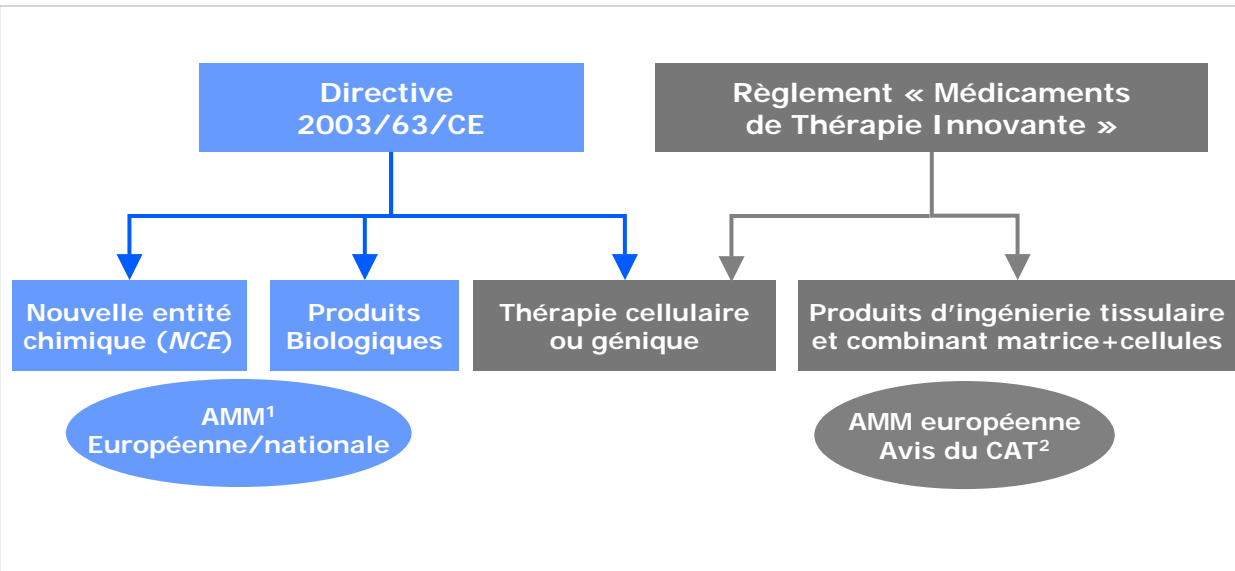 Directive
2003/63/CE
Règlement « Médicaments
de Thérapie Innovante »
Nouvelle entité
chimique (NCE)
Produits
Biologiques
Thérapie cellulaire
ou génique
Produits d'ingénierie tissulaire
et combinant matrice+cellules
AMM¹
Européenne/nationale
AMM européenne
Avis du CAT²